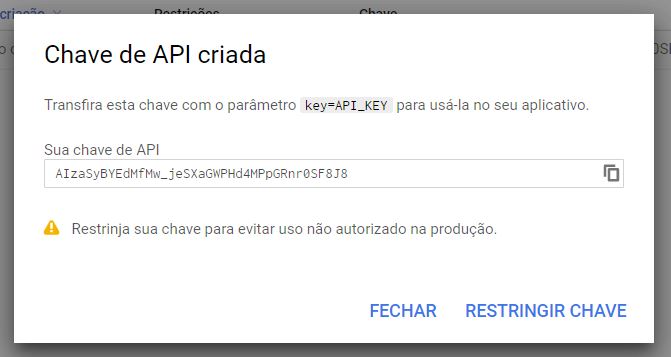 criação
Restrições
Chave
Chave de API criada
Transfira esta chave com o parâmetro key=API_KEY para usá-la no seu aplicativo.
Sua chave de API
AIzaSyBYEdMfMw_jeSXaGWPHd4MPpGRnr0SF8J8
Restrinja sua chave para evitar uso não autorizado na produção.
FECHAR RESTRINGIR CHAVE